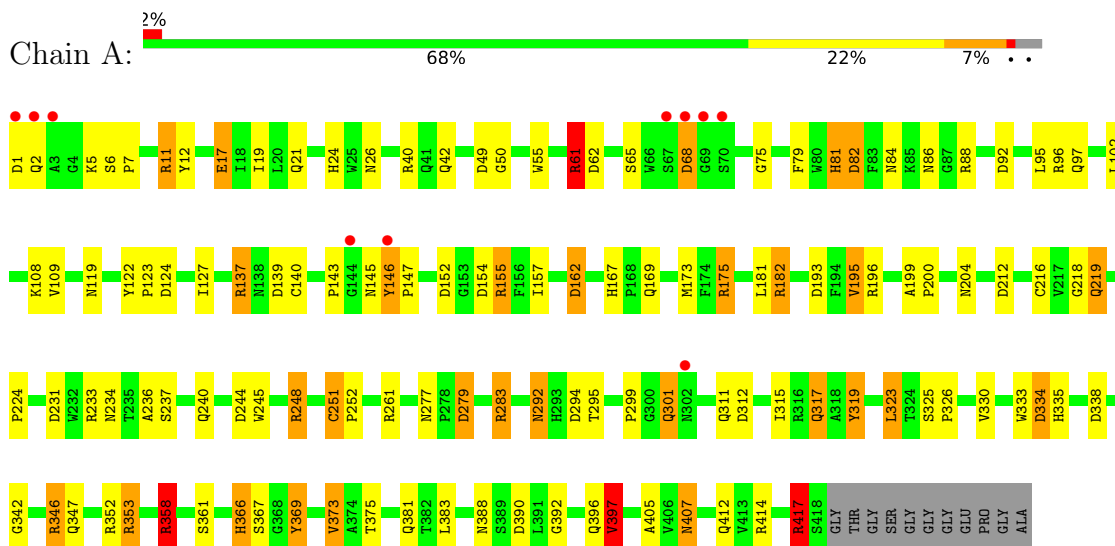 2%
Chain A:
68% 22% 7% • •
D1 Q2 A3 G4 K5 S6 P7 R11 Y12 E17 I18 I19 L20 Q21 H24 W25 N26 R40 Q41 Q42 D49 G50 W55 R61 D62 S65 W66 S67 D68 G69 S70 G75 F79 W80 H81 D82 F83 N84 K85 N86 G87 R88 D92 L95 R96 Q97
K108 V109 N119 Y122 P123 D124 I127 R137 N138 D139 C140 P143 G144 N145 Y146 P147 D152 G153 D154 R155 F156 I157 D162 H167 P168 Q169 M173 F174 R175 L181 R182 D193 F194 V195 R196 A199 P200 N204 D212 C216 V217 G218 Q219
P224 D231 W232 R233 N234 T235 A236 S237 Q240 D244 W245 R248 C251 P252 R261 N277 P278 D279 R283 N292 H293 D294 T295 P299 G300 Q301 N302 Q311 D312 I315 R316 Q317 A318 Y319 L323 T324 S325 P326 V330 W333 D334 H335 D338
G342 R346 Q347 R352 R353 R358 S361 H366 S367 G368 Y369 V373 A374 T375 Q381 T382 L383 N388 S389 D390 L391 G392 Q396 V397 A405 V406 N407 Q412 V413 R414 R417 S418 GLY THR GLY SER GLY GLY GLY GLU PRO GLY ALA